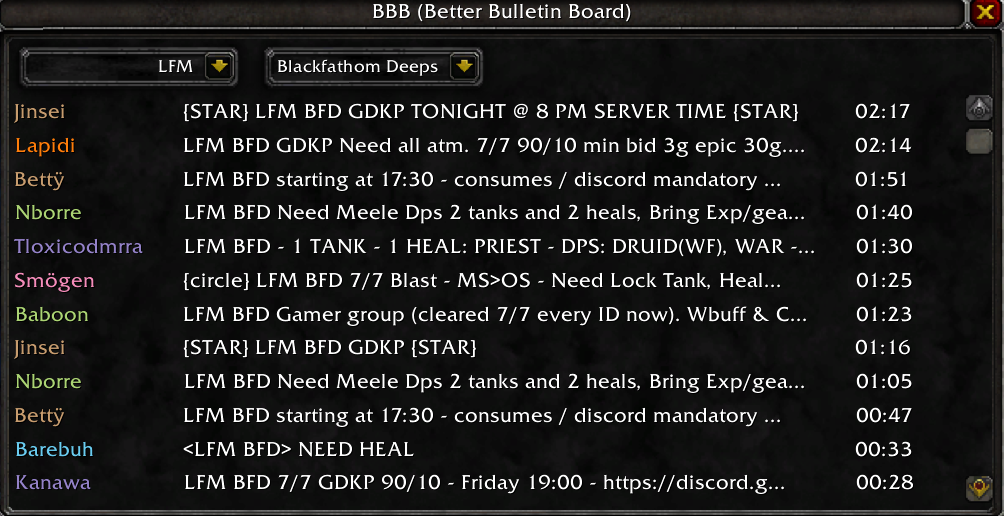 BBB (Better Bulletin Board)
LFM Blackfathom Deeps
Jinsei {STAR} LFM BFD GDKP TONIGHT @ 8 PM SERVER TIME {STAR} 02:17
Lapidi LFM BFD GDKP Need all atm. 7/7 90/10 min bid 3g epic 30g.... 02:14
Bettÿ LFM BFD starting at 17:30 - consumes / discord mandatory ... 01:51
Nborre LFM BFD Need Meele Dps 2 tanks and 2 heals, Bring Exp/gea... 01:40
Tloxicodmrra LFM BFD - 1 TANK - 1 HEAL: PRIEST - DPS: DRUID(WF), WAR -... 01:30
Smögen {circle} LFM BFD 7/7 Blast - MS>OS - Need Lock Tank, Heal... 01:25
Baboon LFM BFD Gamer group (cleared 7/7 every ID now). Wbuff & C... 01:23
Jinsei {STAR} LFM BFD GDKP {STAR} 01:16
Nborre LFM BFD Need Meele Dps 2 tanks and 2 heals, Bring Exp/gea... 01:05
Bettÿ LFM BFD starting at 17:30 - consumes / discord mandatory ... 00:47
Barebuh <LFM BFD> NEED HEAL 00:33
Kanawa LFM BFD 7/7 GDKP 90/10 - Friday 19:00 - https://discord.g... 00:28